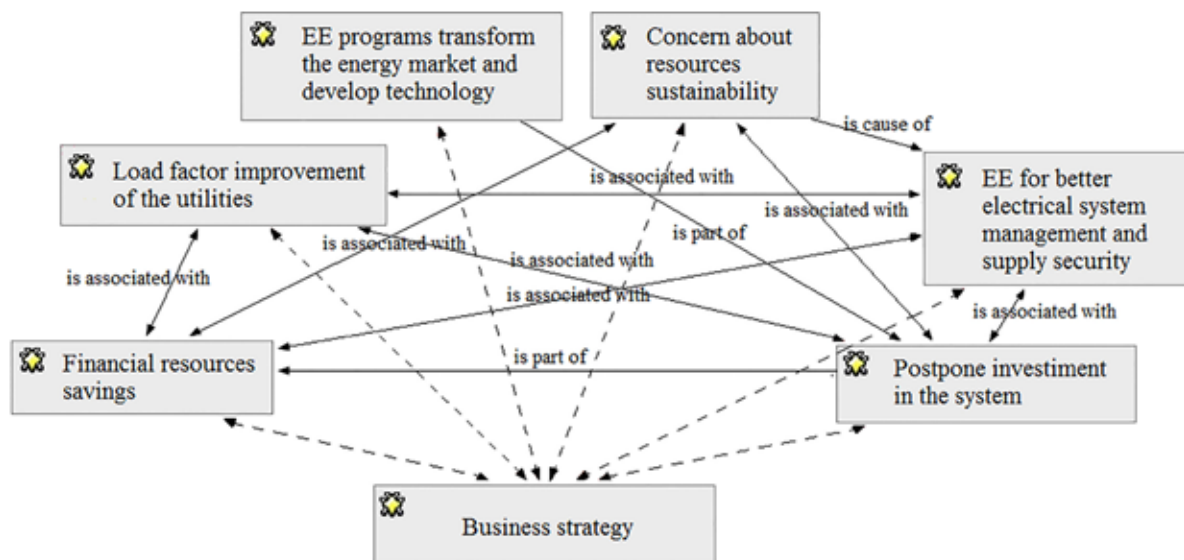 EE programs transform
the energy market and
develop technology
Concern about
resources
sustainability
is cause of
Load factor improvement
of the utilities
is associated with
EE for better
electrical system
management and
supply security
is associated with
is part of
is associated with
is associated with
is associated with
is associated with
is associated with
Financial resources
savings
is part of
Postpone investiment
in the system
Business strategy